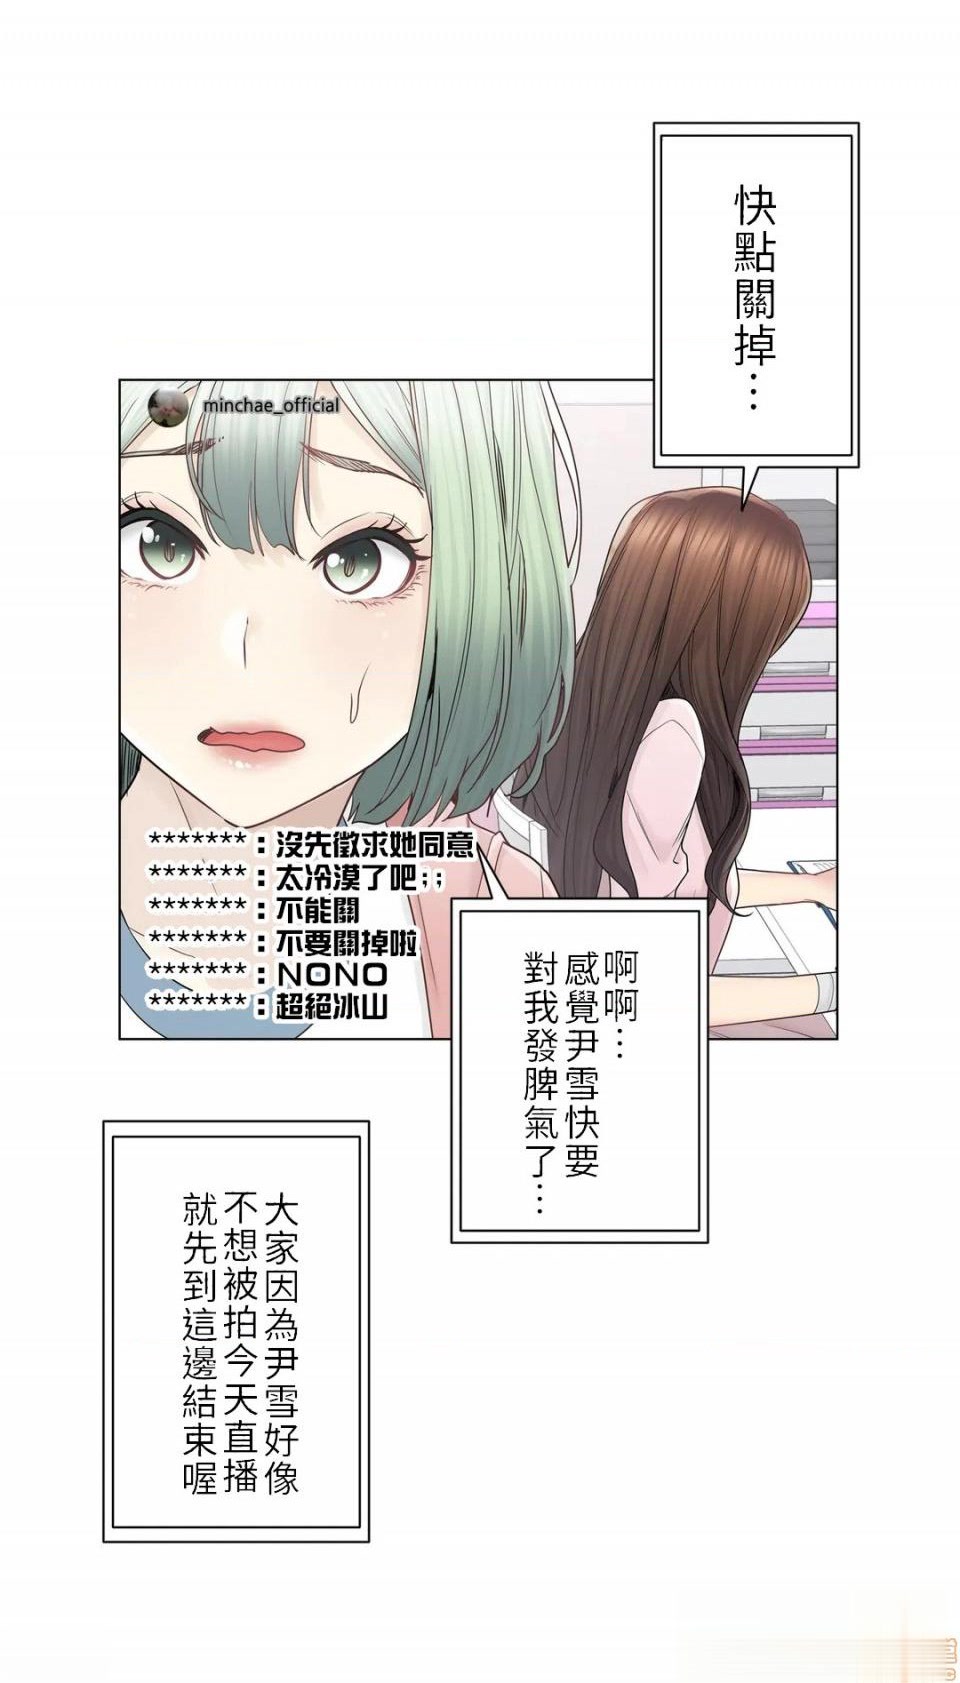 快點關掉…
minchae_official
*******：沒先徵求她同意
*******：太冷漠了吧;;
*******：不能關
*******：不要關掉啦
*******：NONO
*******：超絕冰山
啊啊…
感覺尹雪快要
對我發脾氣了…
大家因為尹雪好像
不想被拍今天直播
就先到這邊結束喔